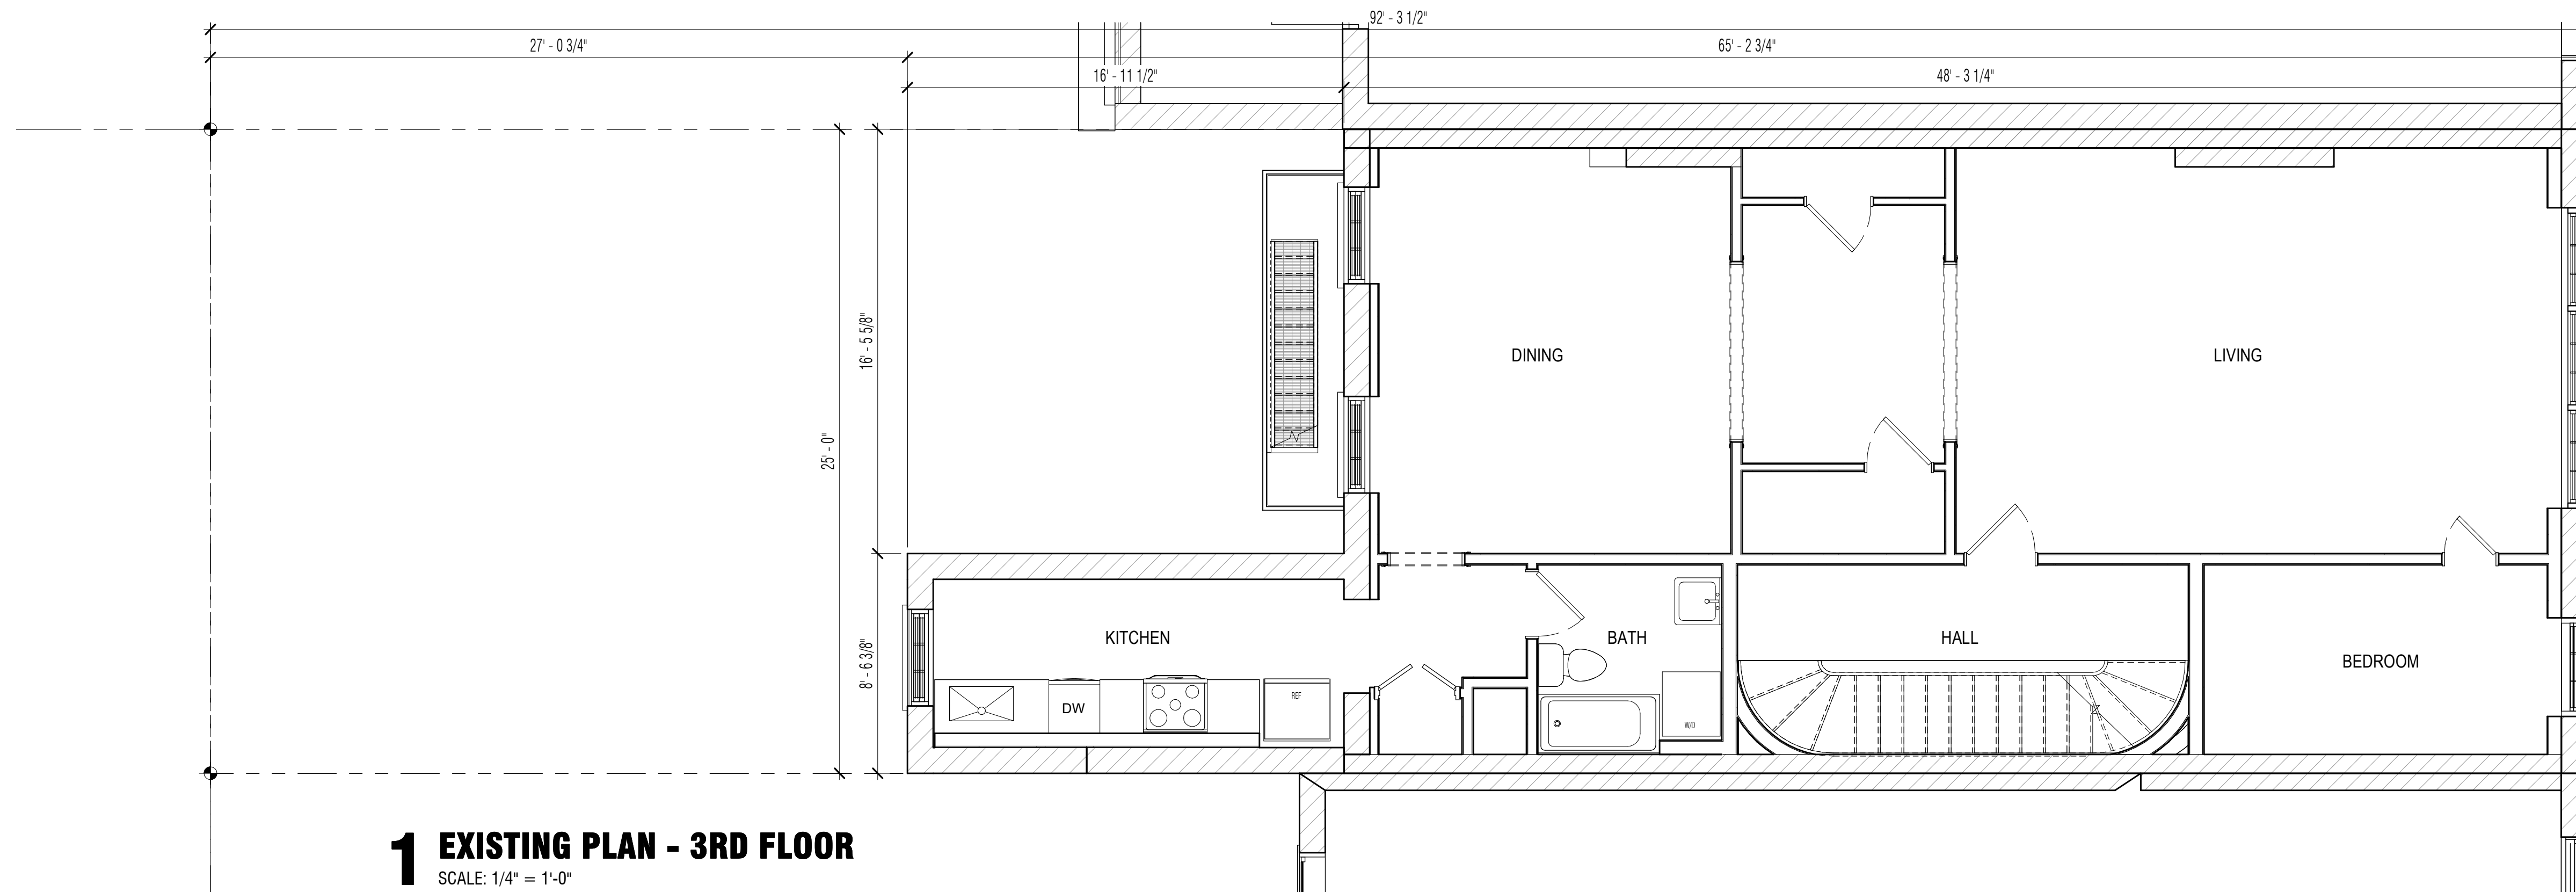 92' - 3 1/2"
27' - 0 3/4"
65' - 2 3/4"
16' - 11 1/2"
48' - 3 1/4"
16' - 5 5/8"
25' - 0"
8' - 6 3/8"
DINING
LIVING
KITCHEN
BATH
HALL
BEDROOM
DW
REF
W/D
1 EXISTING PLAN - 3RD FLOOR
SCALE: 1/4" = 1'-0"